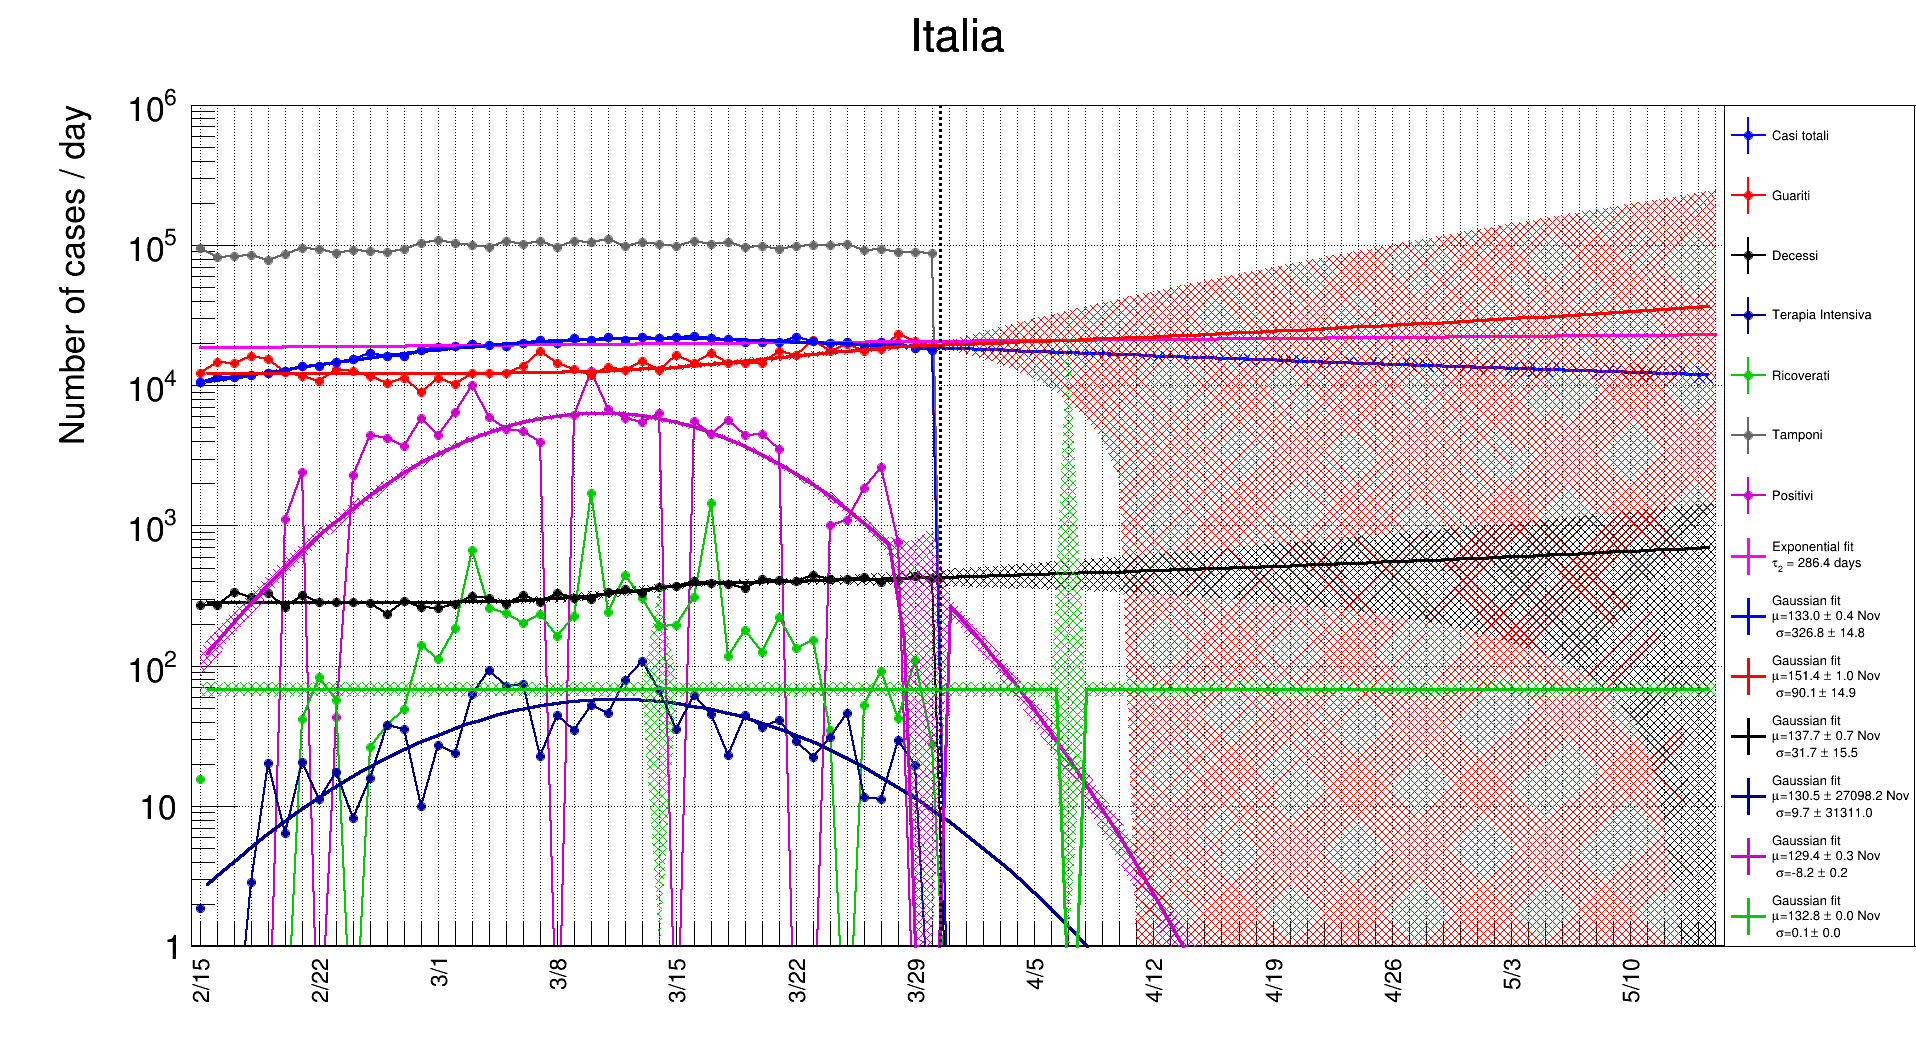 Italia
Number of cases / day
10^6
10^5
10^4
10^3
10^2
10
1
2/15
2/22
3/1
3/8
3/15
3/22
3/29
4/5
4/12
4/19
4/26
5/3
5/10
Casi totali
Guariti
Decessi
Terapia Intensiva
Ricoverati
Tamponi
Positivi
Exponential fit
τ_2 = 286.4 days
Gaussian fit
μ=133.0 ± 0.4 Nov
σ=326.8 ± 14.8
Gaussian fit
μ=151.4 ± 1.0 Nov
σ=90.1 ± 14.9
Gaussian fit
μ=137.7 ± 0.7 Nov
σ=31.7 ± 15.5
Gaussian fit
μ=130.5 ± 27098.2 Nov
σ=9.7 ± 31311.0
Gaussian fit
μ=129.4 ± 0.3 Nov
σ=-8.2 ± 0.2
Gaussian fit
μ=132.8 ± 0.0 Nov
σ=0.1 ± 0.0